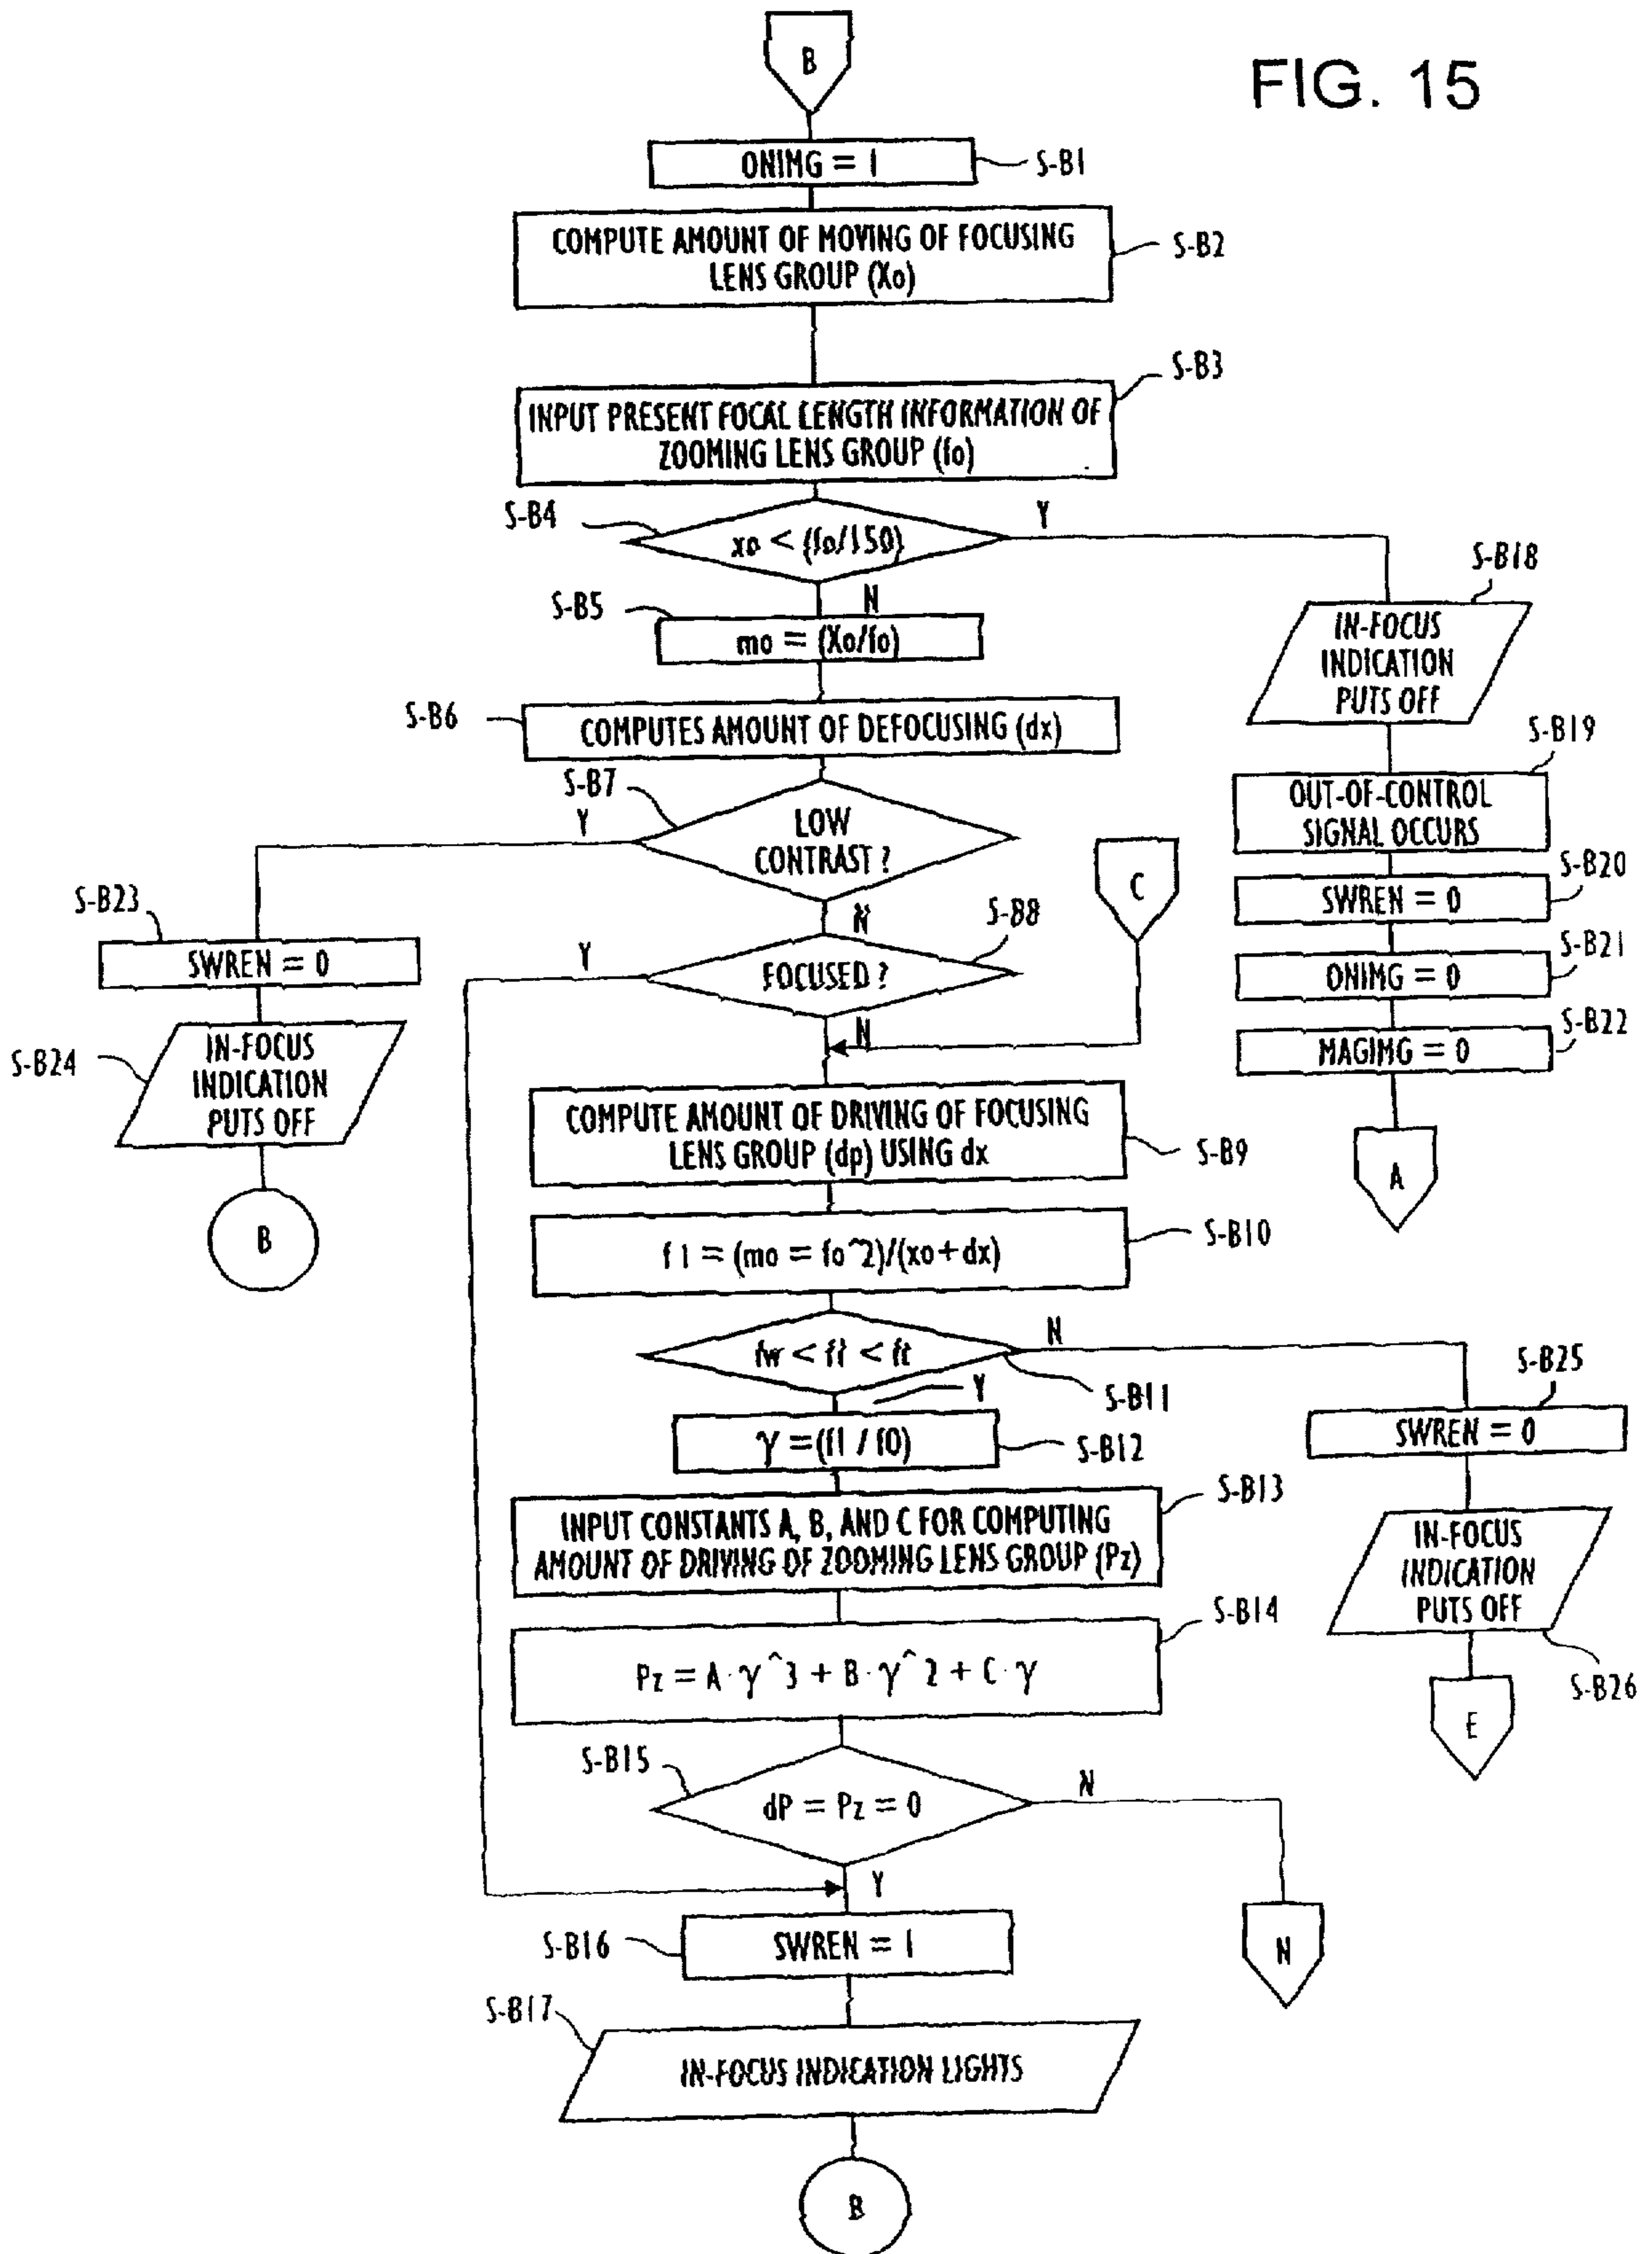 FIG. 15
B
ONIMG = 1
S-B1
COMPUTE AMOUNT OF MOVING OF FOCUSING
LENS GROUP (Xo)
S-B2
S-B3
INPUT PRESENT FOCAL LENGTH INFORMATION OF
ZOOMING LENS GROUP (fo)
S-B4
xo < (fo/150)
Y
N
S-B5
mo = (Xo/fo)
S-B6
COMPUTES AMOUNT OF DEFOCUSING (dx)
S-B7
LOW
CONTRAST ?
Y
N
S-B8
FOCUSED ?
Y
N
C
S-B18
IN-FOCUS
INDICATION
PUTS OFF
S-B19
OUT-OF-CONTROL
SIGNAL OCCURS
S-B20
SWREN = 0
S-B21
ONIMG = 0
S-B22
MAGIMG = 0
A
S-B23
SWREN = 0
S-B24
IN-FOCUS
INDICATION
PUTS OFF
B
COMPUTE AMOUNT OF DRIVING OF FOCUSING
LENS GROUP (dp) USING dx
S-B9
f1 = (mo = fo^2)/(xo+dx)
S-B10
fw < f1 < ft
N
S-B11
Y
γ =(f1 / f0)
S-B12
S-B13
INPUT CONSTANTS A, B, AND C FOR COMPUTING
AMOUNT OF DRIVING OF ZOOMING LENS GROUP (Pz)
S-B14
Pz = A · γ^3 + B · γ^2 + C · γ
S-B25
SWREN = 0
IN-FOCUS
INDICATION
PUTS OFF
S-B26
E
S-B15
dP = Pz = 0
N
Y
N
S-B16
SWREN = 1
S-B17
IN-FOCUS INDICATION LIGHTS
B